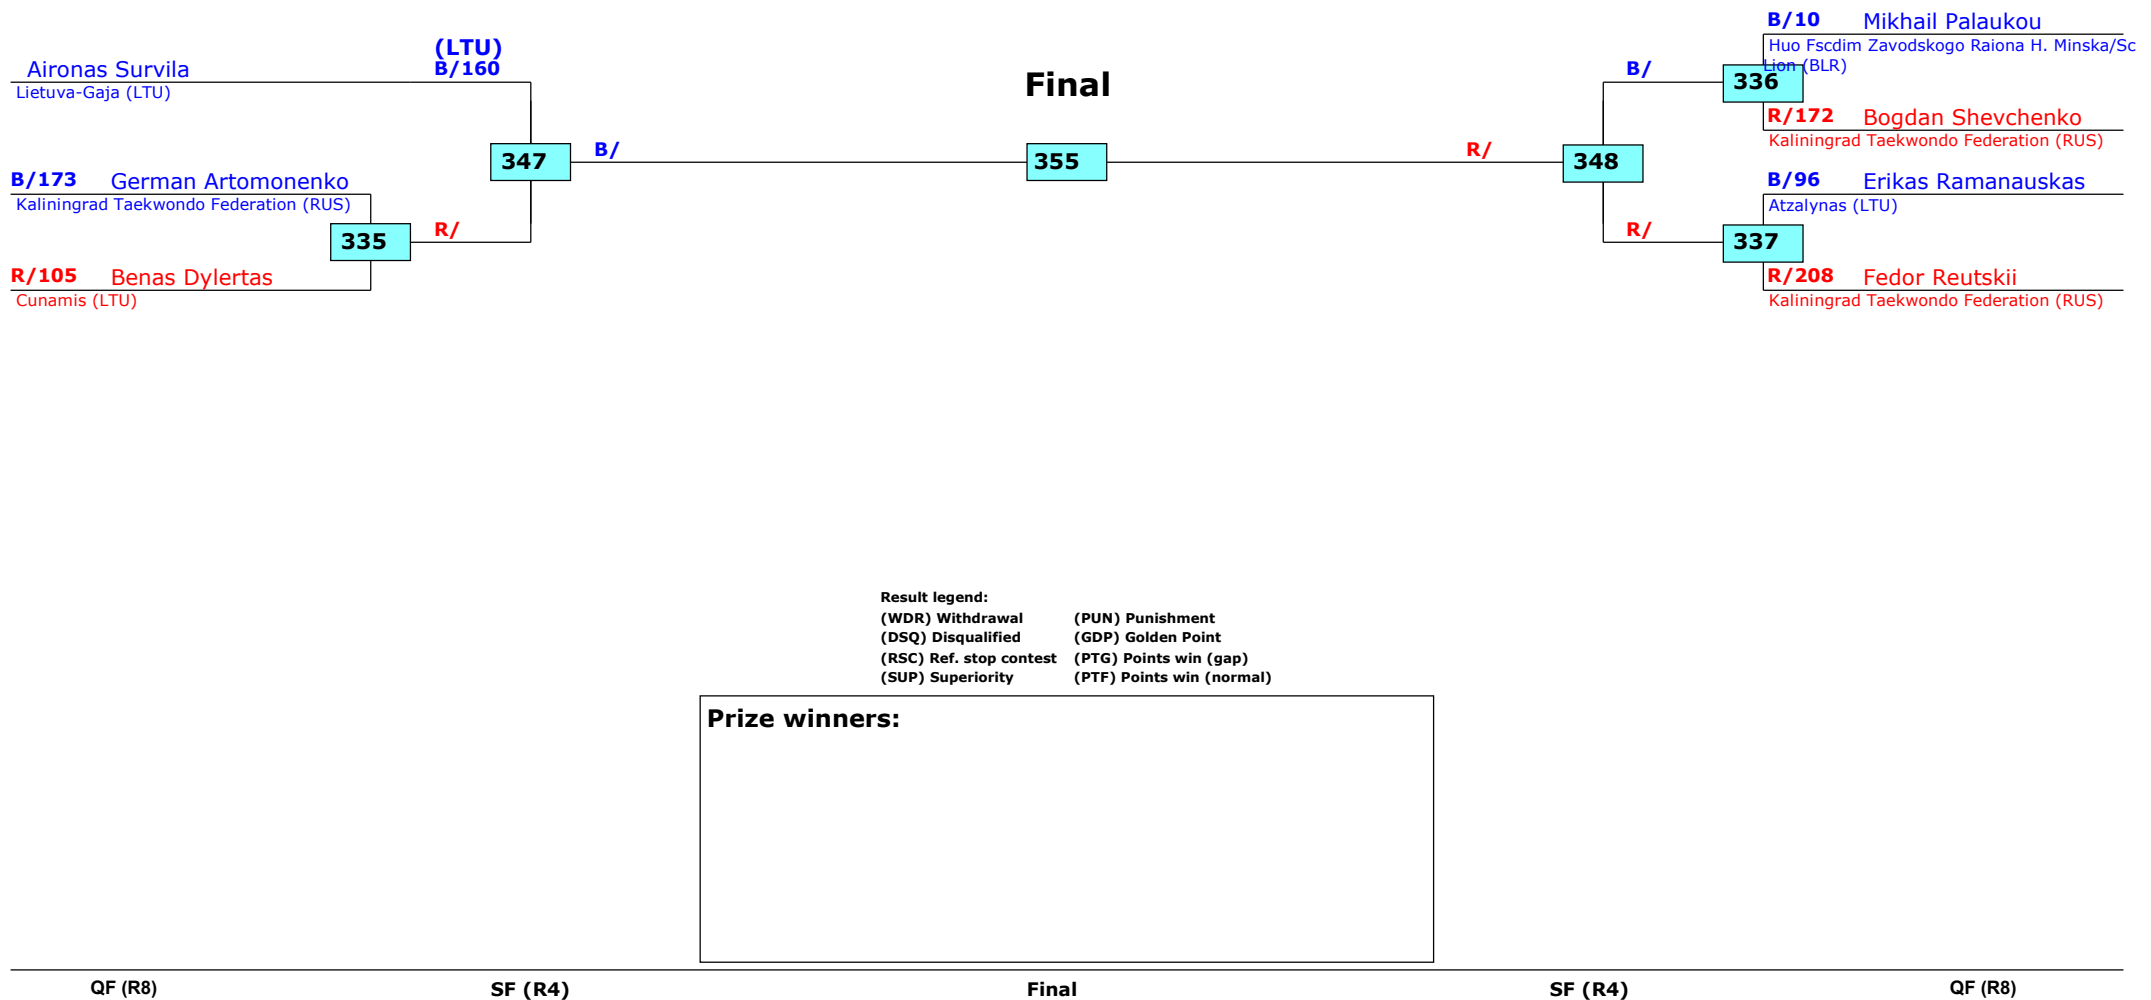 (LTU)
Aironas Survila B/160
Lietuva-Gaja (LTU)
B/173 German Artomonenko
Kaliningrad Taekwondo Federation (RUS)
R/105 Benas Dylertas
Cunamis (LTU)
335
R/
347
B/
Final
355
R/
348
B/
R/
B/10 Mikhail Palaukou
Huo Fscdim Zavodskogo Raiona H. Minska/Sc
Lion (BLR)
336
R/172 Bogdan Shevchenko
Kaliningrad Taekwondo Federation (RUS)
B/96 Erikas Ramanauskas
Atzalynas (LTU)
337
R/208 Fedor Reutskii
Kaliningrad Taekwondo Federation (RUS)
Result legend:
(WDR) Withdrawal (PUN) Punishment
(DSQ) Disqualified (GDP) Golden Point
(RSC) Ref. stop contest (PTG) Points win (gap)
(SUP) Superiority (PTF) Points win (normal)
Prize winners:
QF (R8) SF (R4) Final SF (R4) QF (R8)